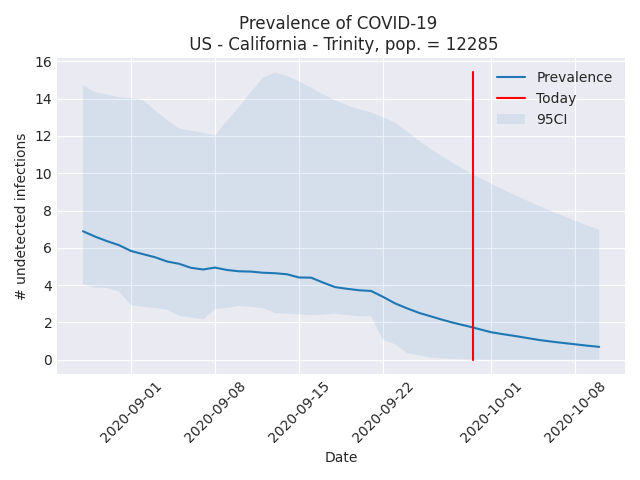 Prevalence of COVID-19
US - California - Trinity, pop. = 12285
# undetected infections
16
14
12
10
8
6
4
2
0
Prevalence
Today
95CI
2020-09-01
2020-09-08
2020-09-15
2020-09-22
2020-10-01
2020-10-08
Date